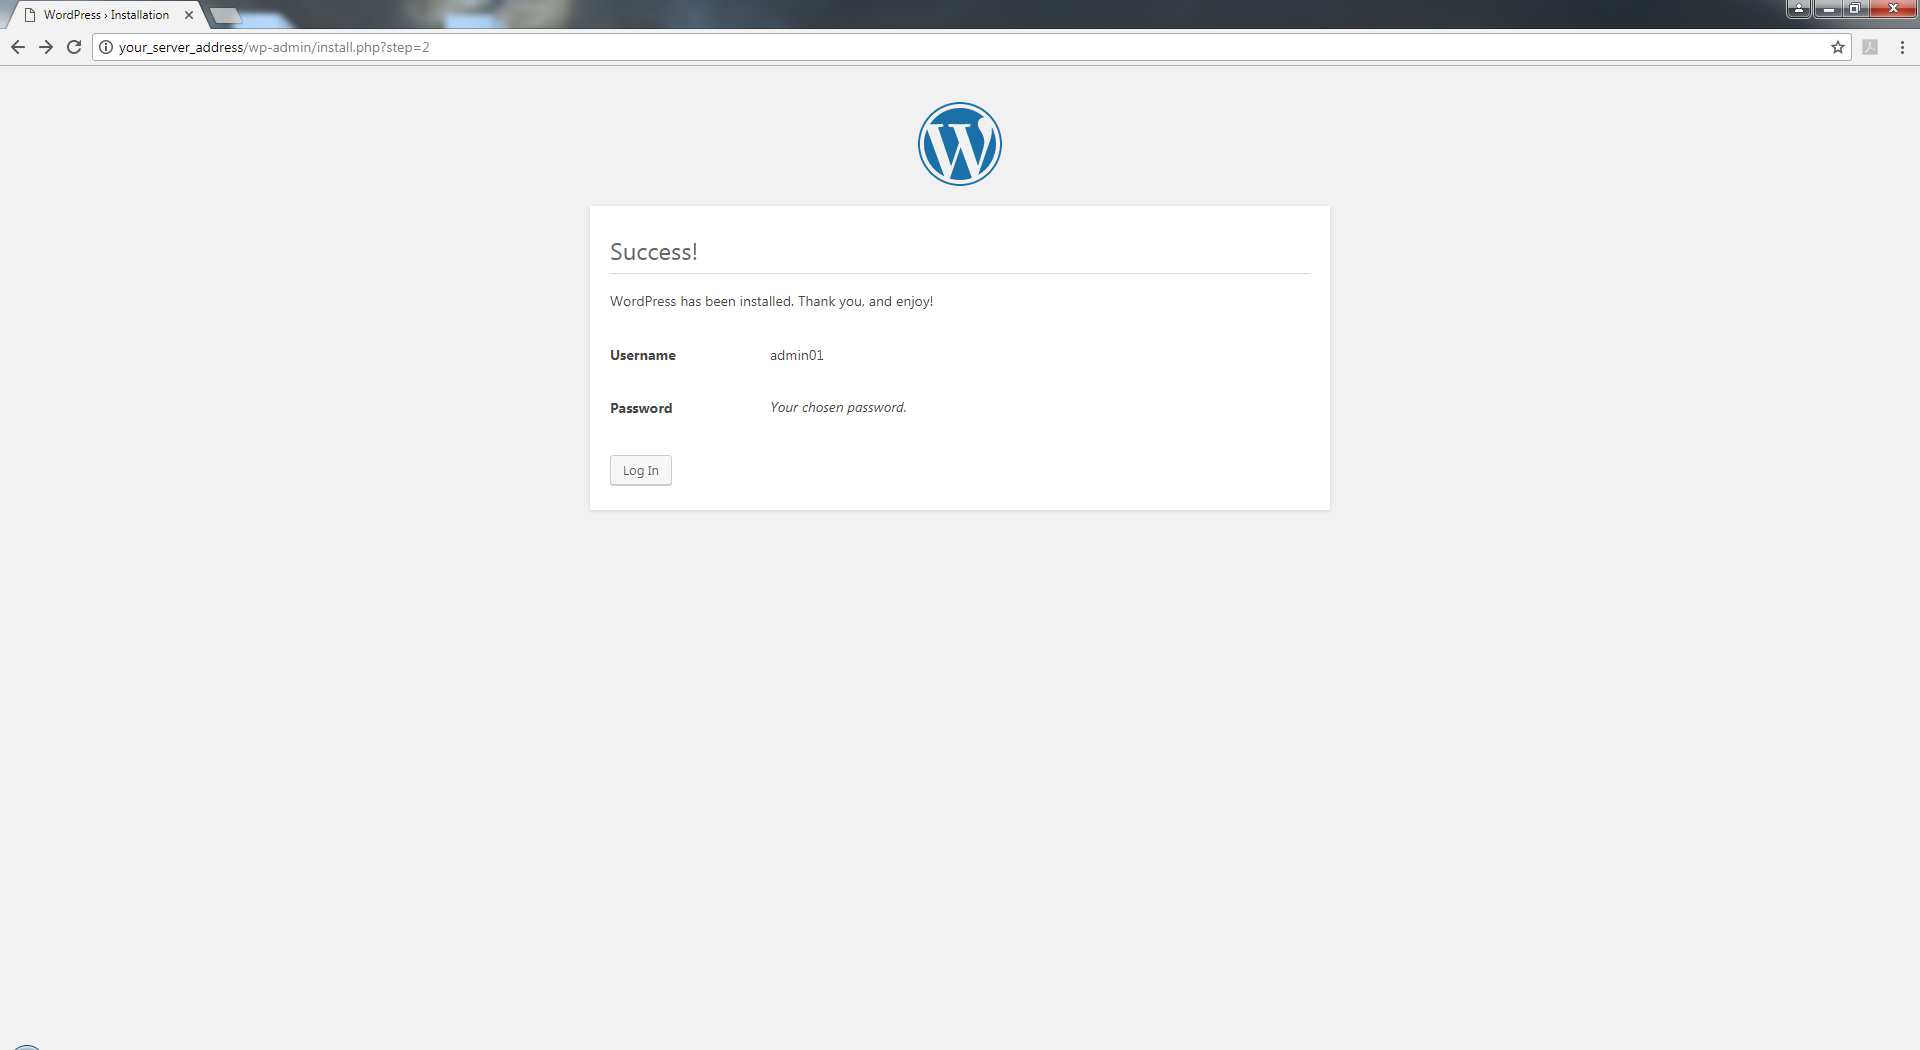 WordPress › Installation
your_server_address/wp-admin/install.php?step=2
Success!
WordPress has been installed. Thank you, and enjoy!
Username admin01
Password Your chosen password.
Log In